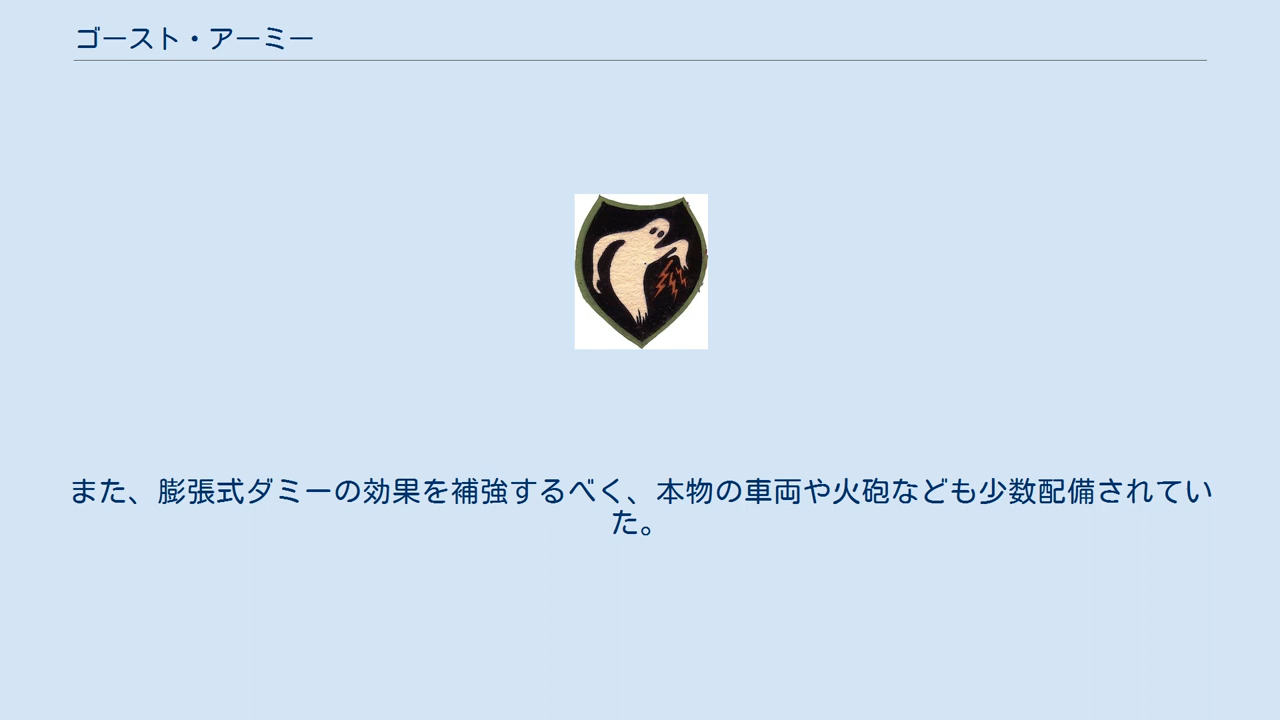 ゴースト・アーミー
また、膨張式ダミーの効果を補強するべく、本物の車両や火砲なども少数配備されてい
た。